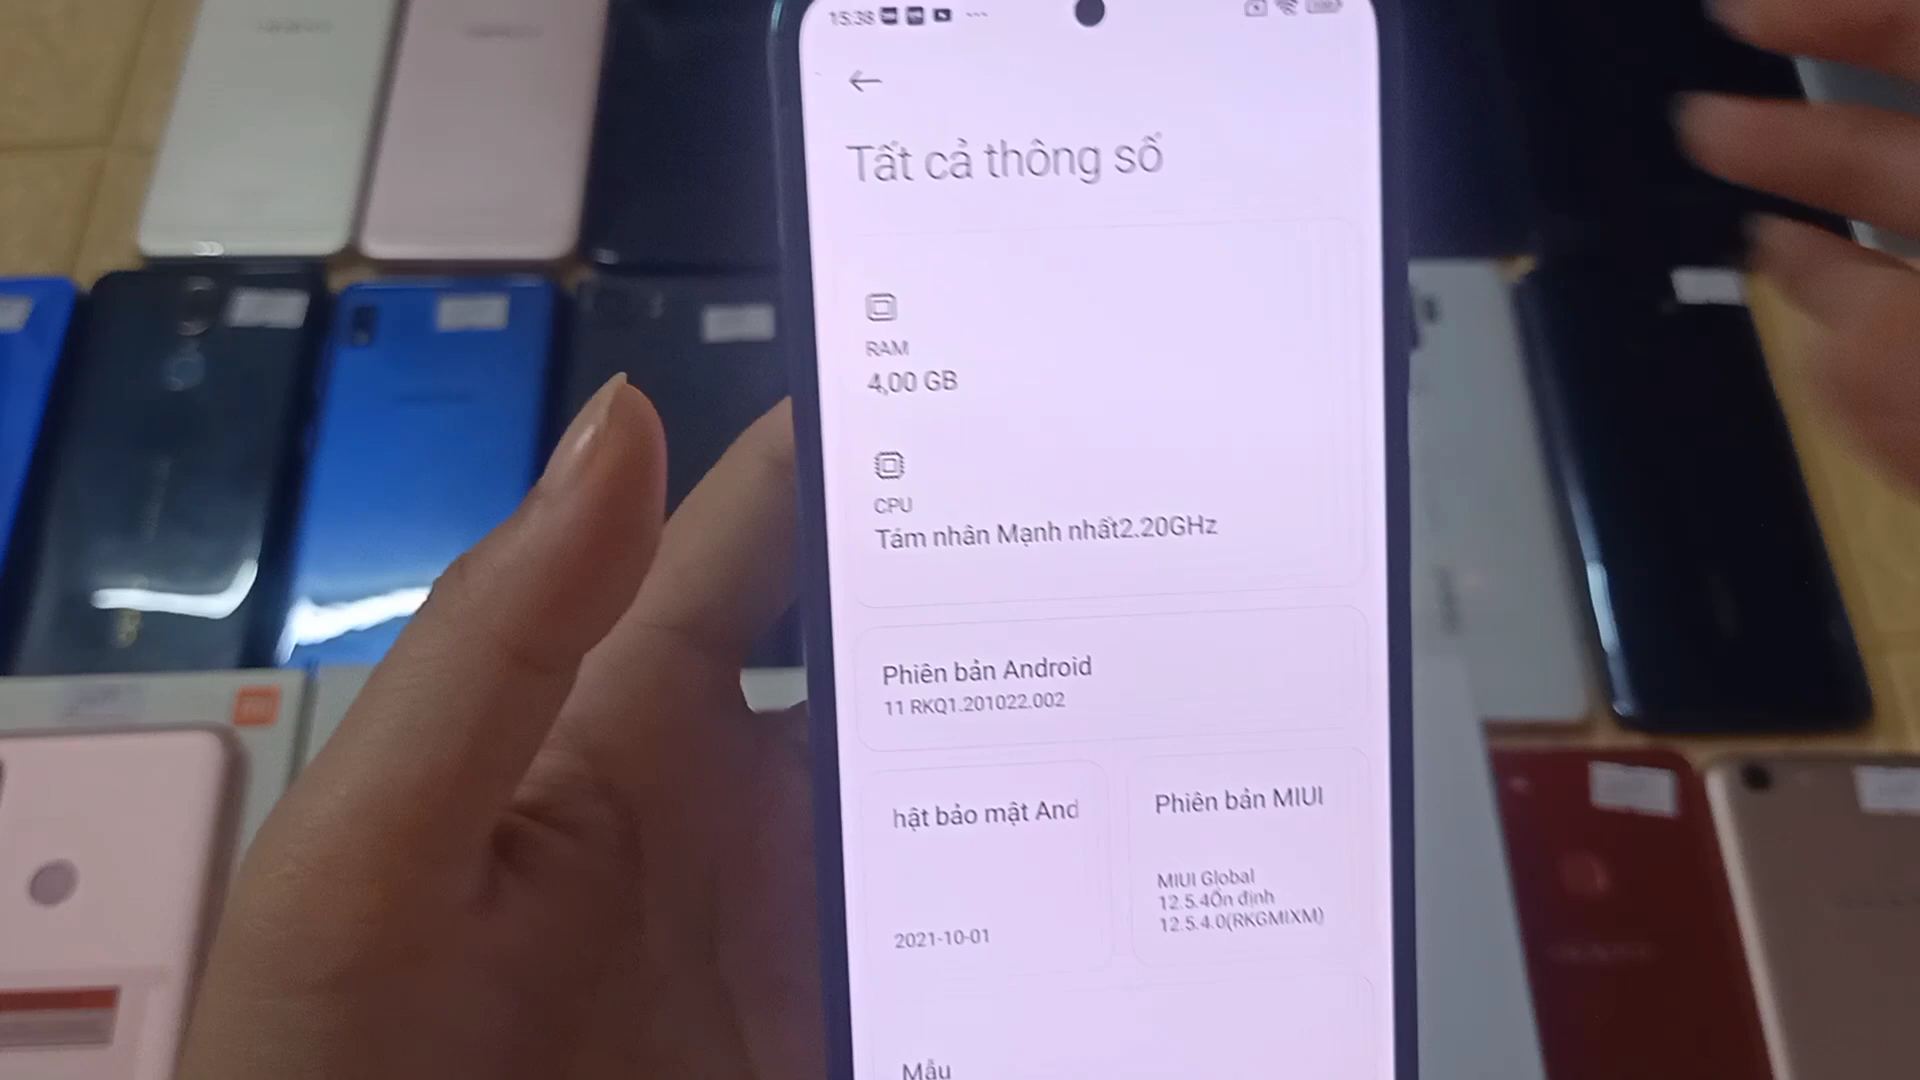 15:38
Tất cả thông số
RAM
4,00 GB
CPU
Tám nhân Mạnh nhất2.20GHz
Phiên bản Android
11 RKQ1.201022.002
hật bảo mật And
2021-10-01
Phiên bản MIUI
MIUI Global
12.5.4Ổn định
12.5.4.0(RKGMIXM)
Mẫu